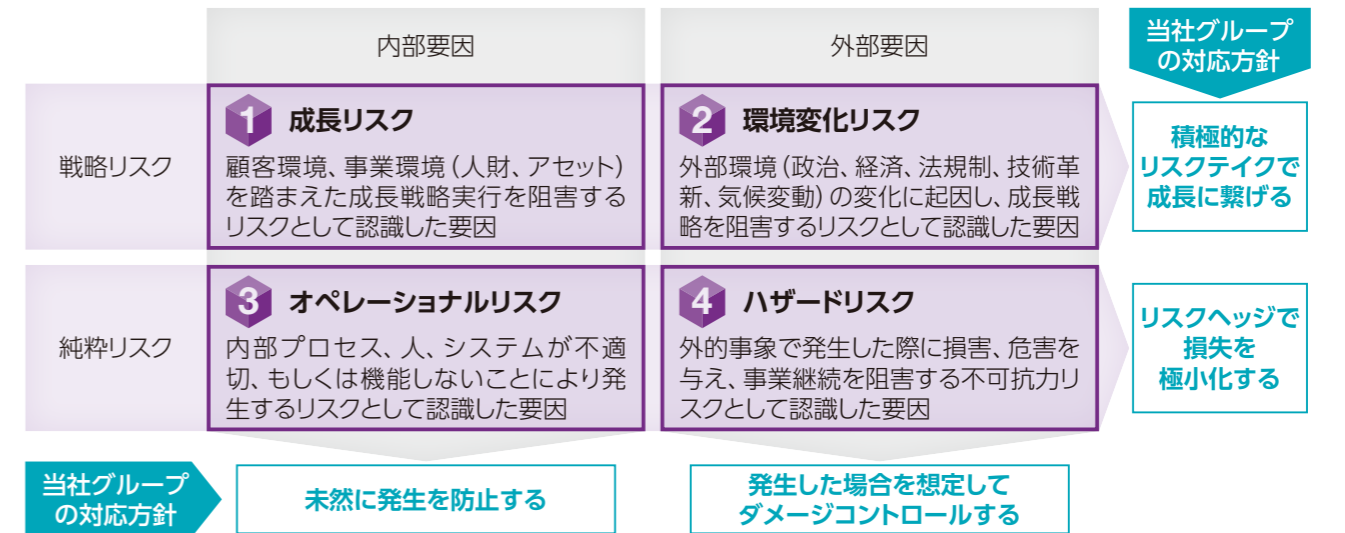 内部要因
外部要因
当社グループ
の対応方針
戦略リスク
1 成長リスク
顧客環境、事業環境(人財、アセット)
を踏まえた成長戦略実行を阻害する
リスクとして認識した要因
2 環境変化リスク
外部環境(政治、経済、法規制、技術革
新、気候変動)の変化に起因し、成長戦
略を阻害するリスクとして認識した要因
積極的な
リスクテイクで
成長に繋げる
純粋リスク
3 オペレーショナルリスク
内部プロセス、人、システムが不適
切、もしくは機能しないことにより発
生するリスクとして認識した要因
4 ハザードリスク
外的事象で発生した際に損害、危害を
与え、事業継続を阻害する不可抗力リ
スクとして認識した要因
リスクヘッジで
損失を
極小化する
当社グループ
の対応方針
未然に発生を防止する
発生した場合を想定して
ダメージコントロールする